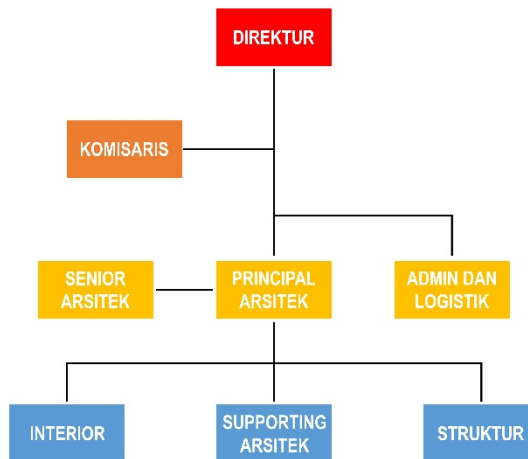 DIREKTUR
KOMISARIS
SENIOR
ARSITEK
PRINCIPAL
ARSITEK
ADMIN DAN
LOGISTIK
INTERIOR
SUPPORTING
ARSITEK
STRUKTUR